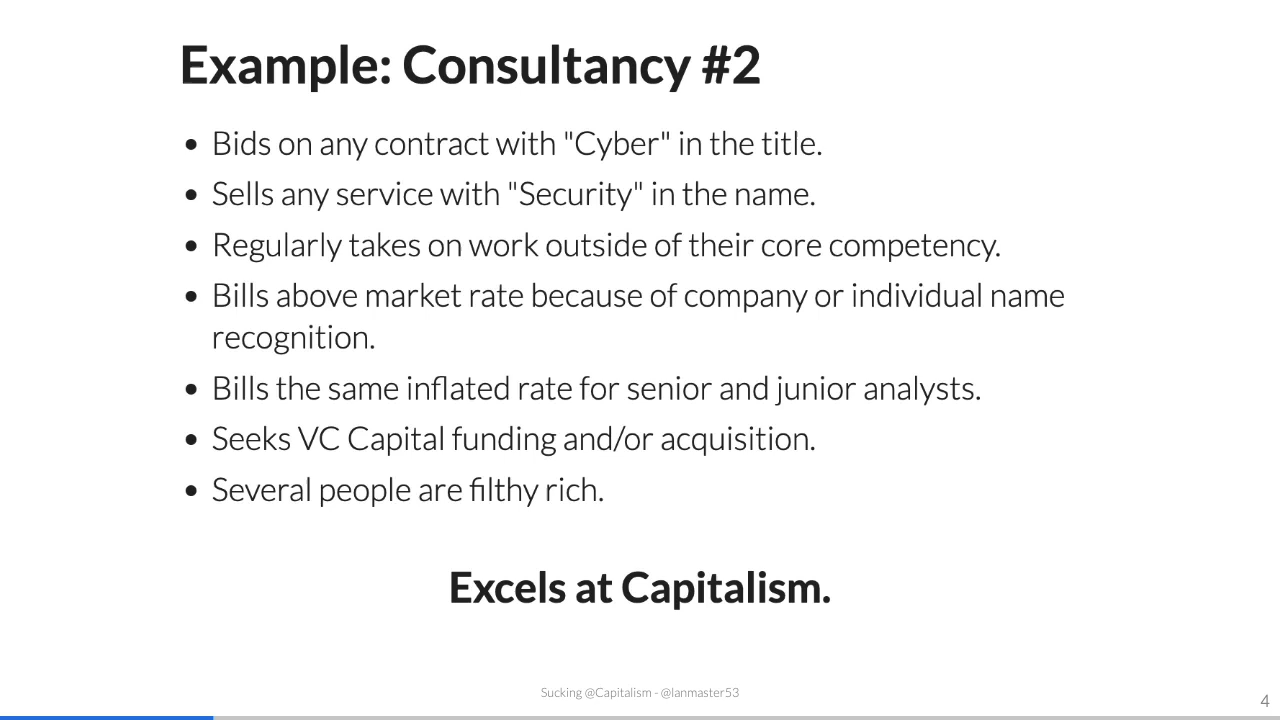 Example: Consultancy #2
• Bids on any contract with "Cyber" in the title.
• Sells any service with "Security" in the name.
• Regularly takes on work outside of their core competency.
• Bills above market rate because of company or individual name
recognition.
• Bills the same inflated rate for senior and junior analysts.
• Seeks VC Capital funding and/or acquisition.
• Several people are filthy rich.
Excels at Capitalism.
Sucking @Capitalism - @lanmaster53
4